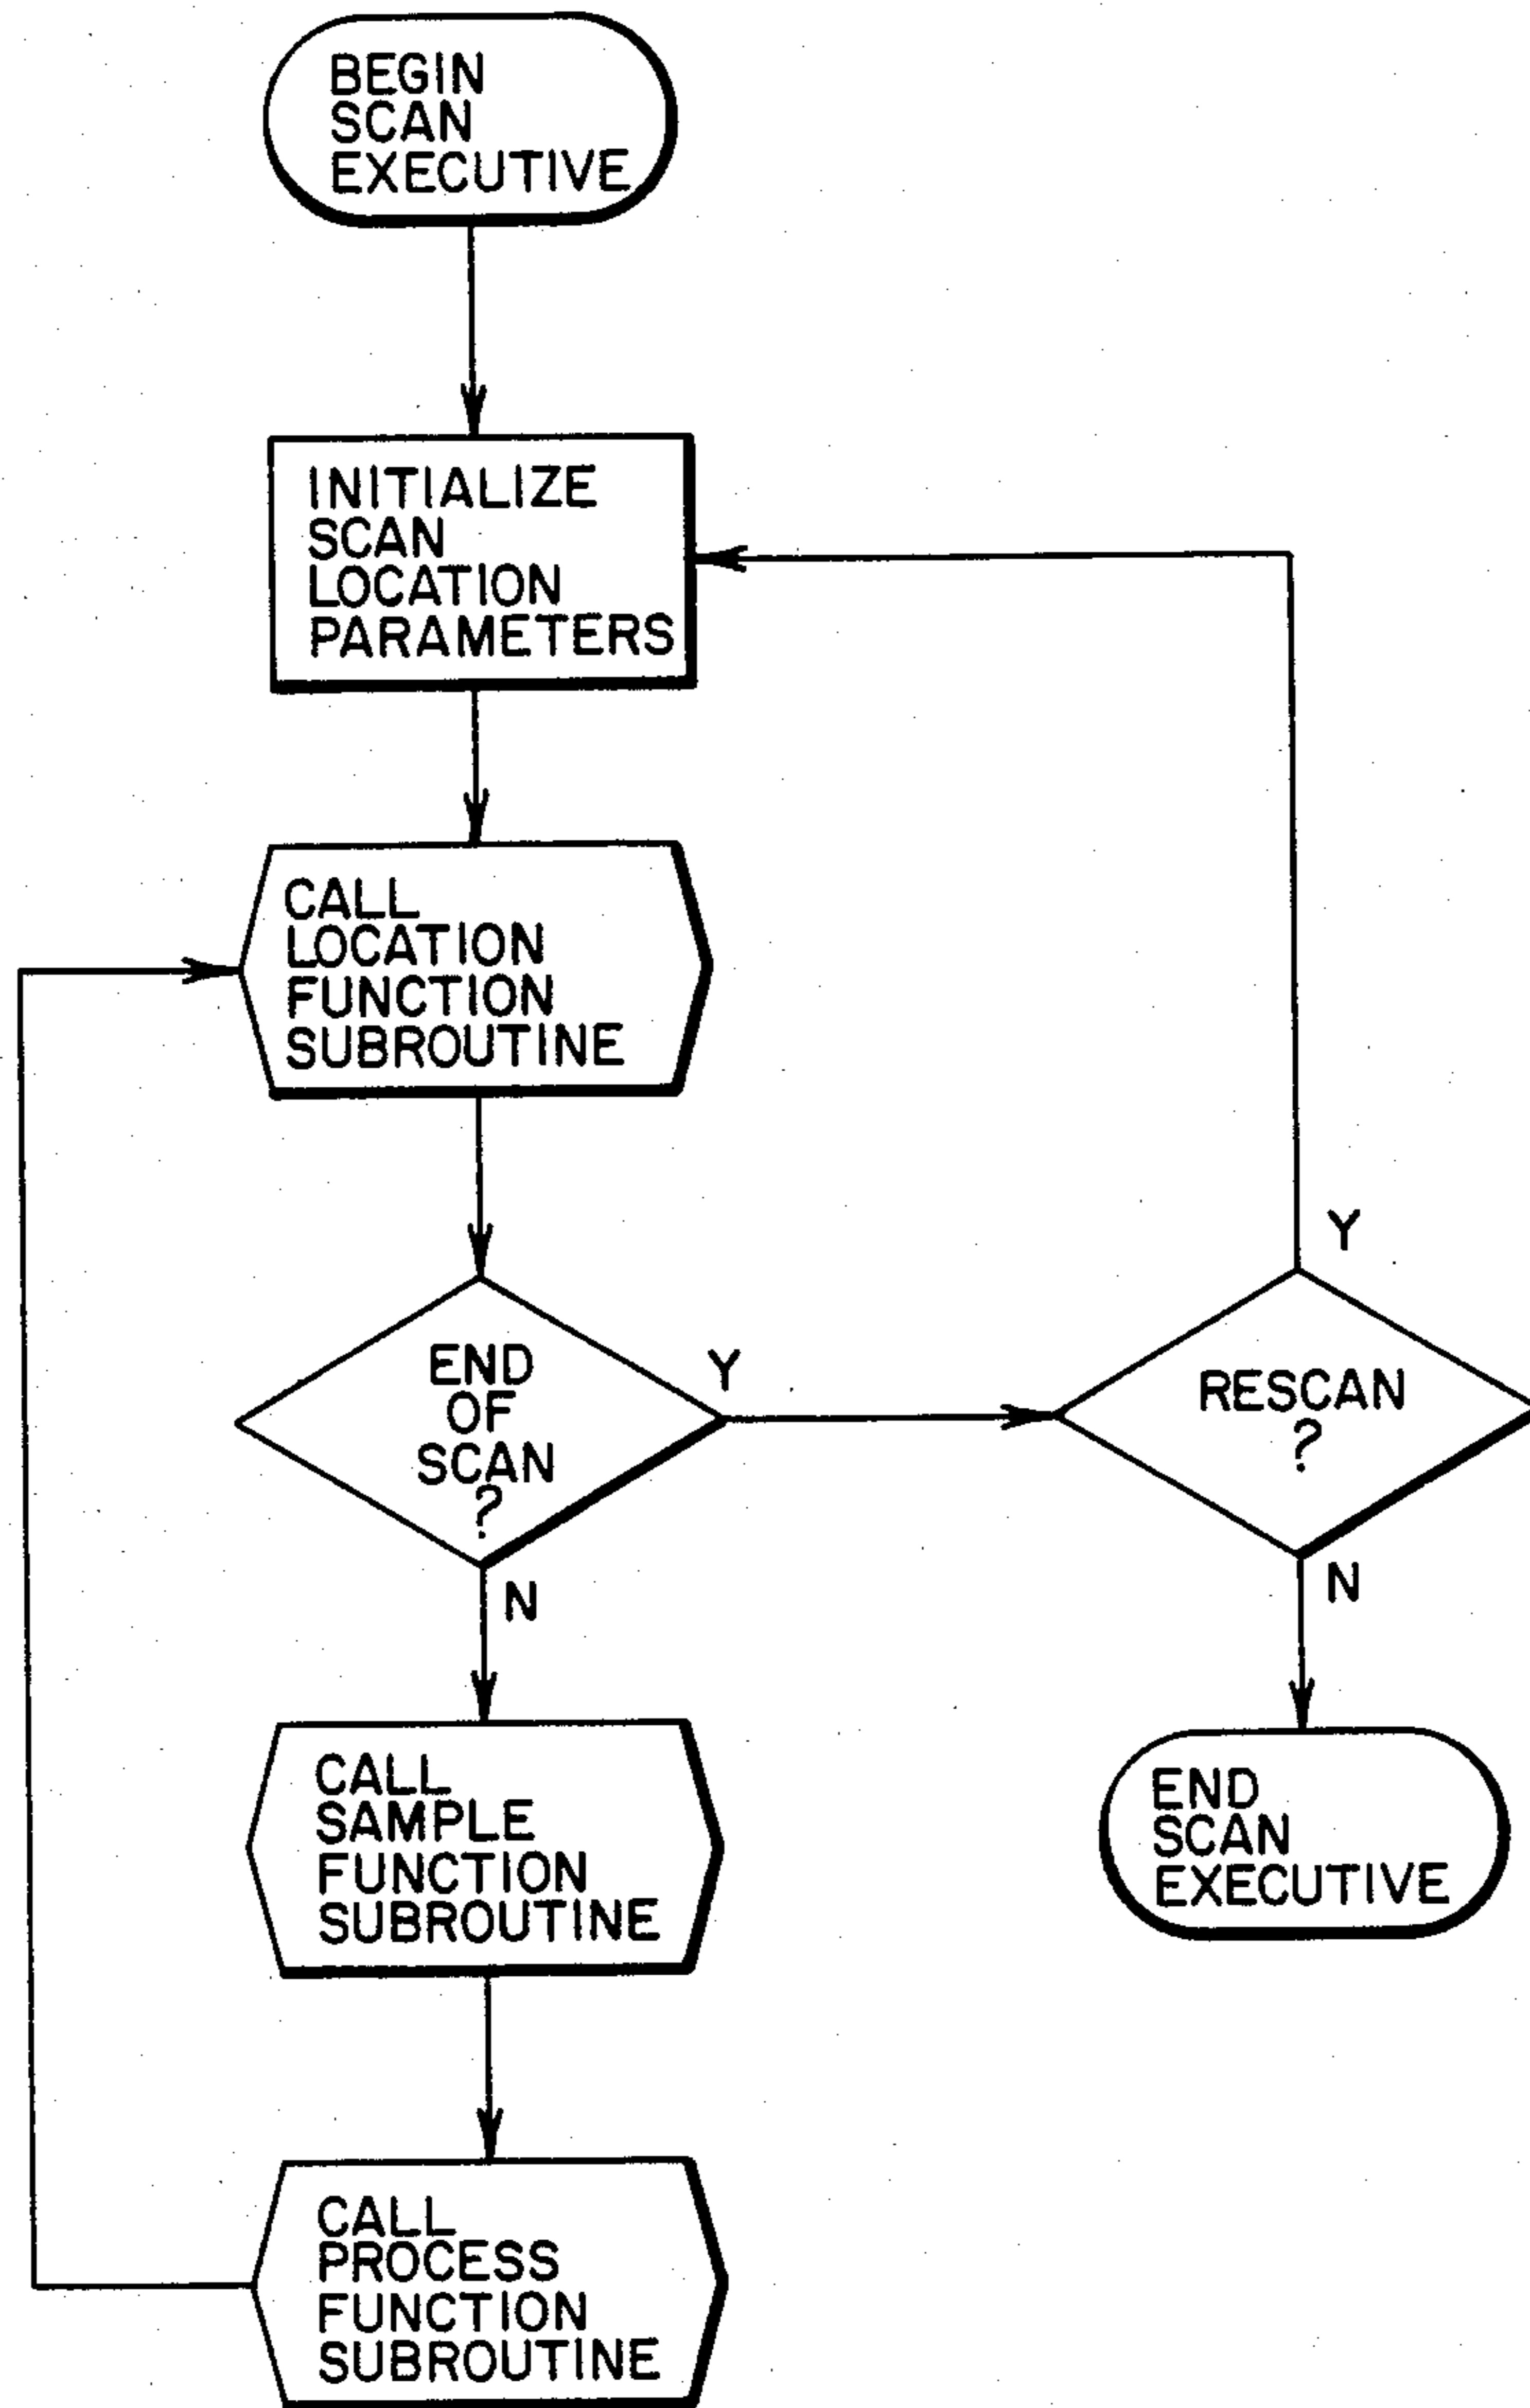 BEGIN
SCAN
EXECUTIVE
INITIALIZE
SCAN
LOCATION
PARAMETERS
CALL
LOCATION
FUNCTION
SUBROUTINE
END
OF
SCAN
?
Y
N
RESCAN
?
Y
N
CALL
SAMPLE
FUNCTION
SUBROUTINE
END
SCAN
EXECUTIVE
CALL
PROCESS
FUNCTION
SUBROUTINE